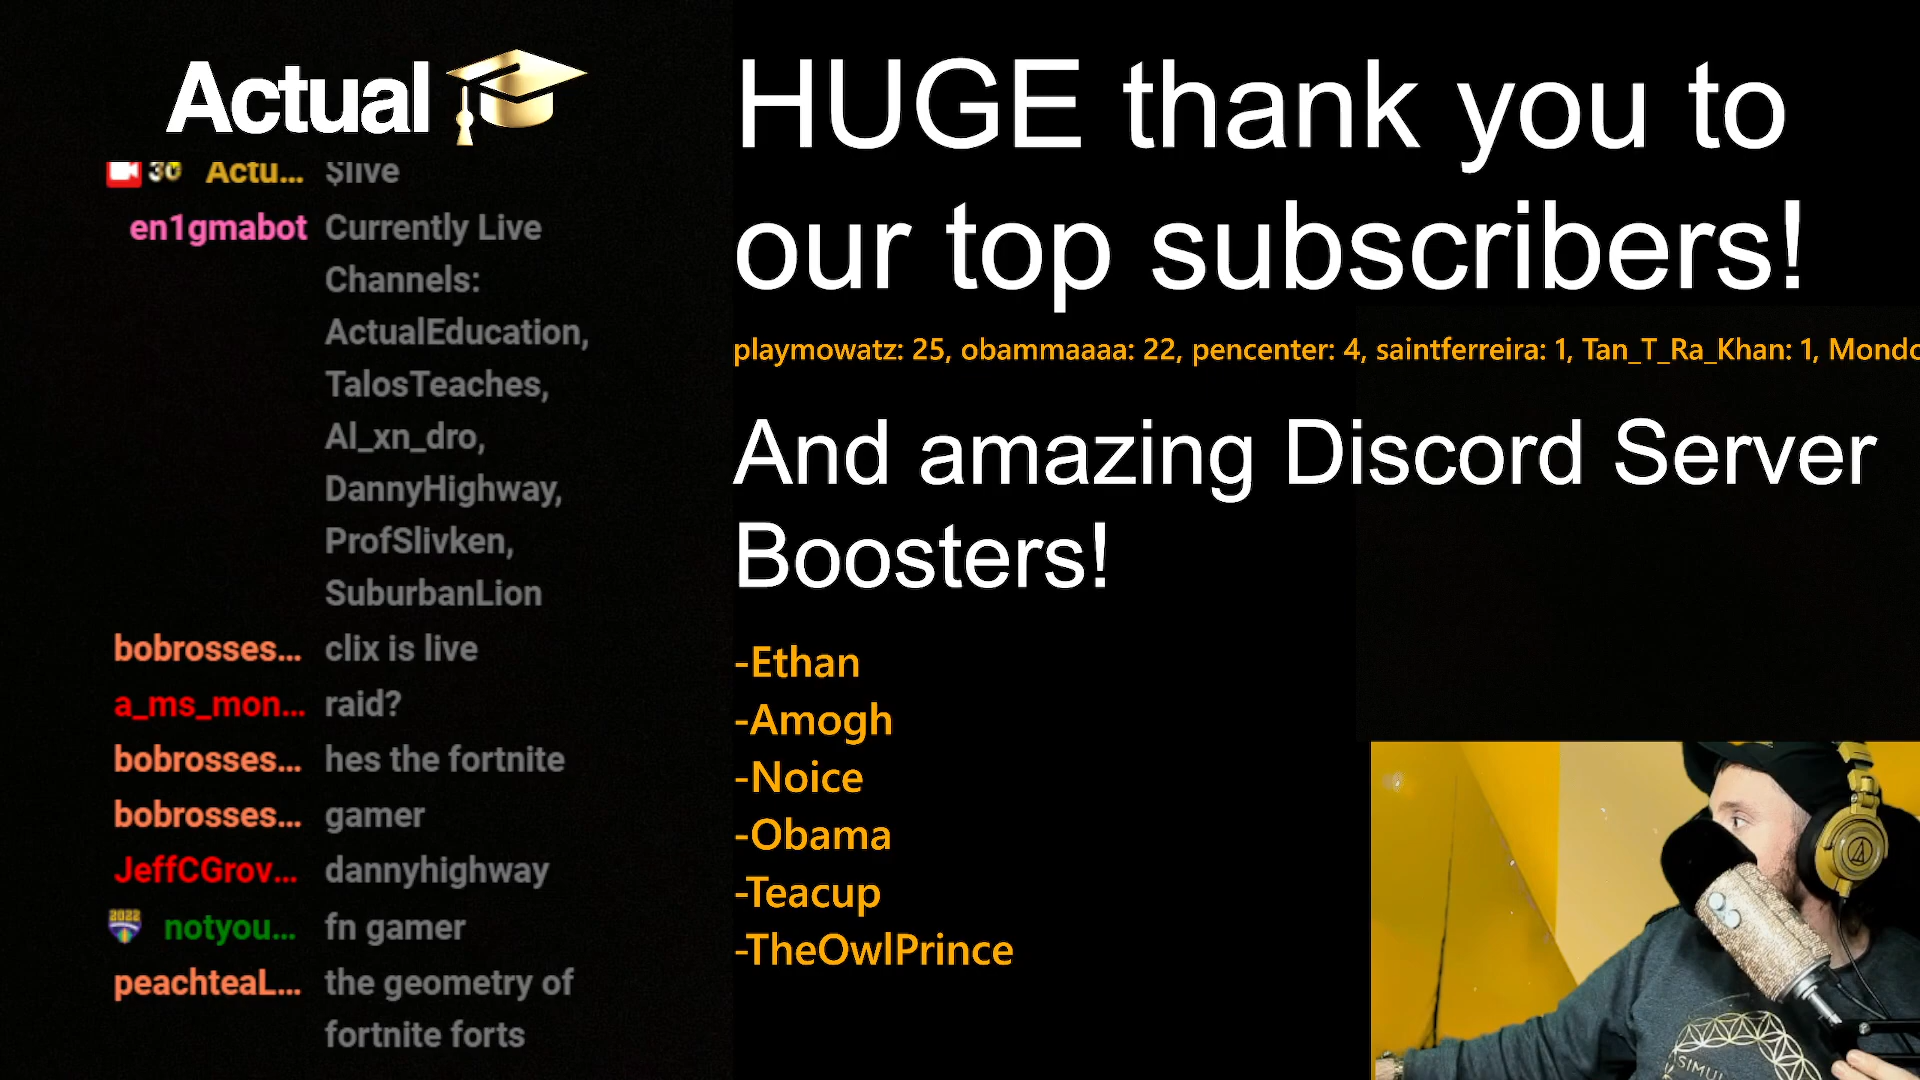 Actual
30 Actu... $live
en1gmabot Currently Live
Channels:
ActualEducation,
TalosTeaches,
Al_xn_dro,
DannyHighway,
ProfSlivken,
SuburbanLion
bobrosses... clix is live
a_ms_mon... raid?
bobrosses... hes the fortnite
bobrosses... gamer
JeffCGrov... dannyhighway
2022 notyou... fn gamer
peachteaL... the geometry of
fortnite forts
HUGE thank you to
our top subscribers!
playmowatz: 25, obammaaaa: 22, pencenter: 4, saintferreira: 1, Tan_T_Ra_Khan: 1, Mondo
And amazing Discord Server
Boosters!
-Ethan
-Amogh
-Noice
-Obama
-Teacup
-TheOwlPrince